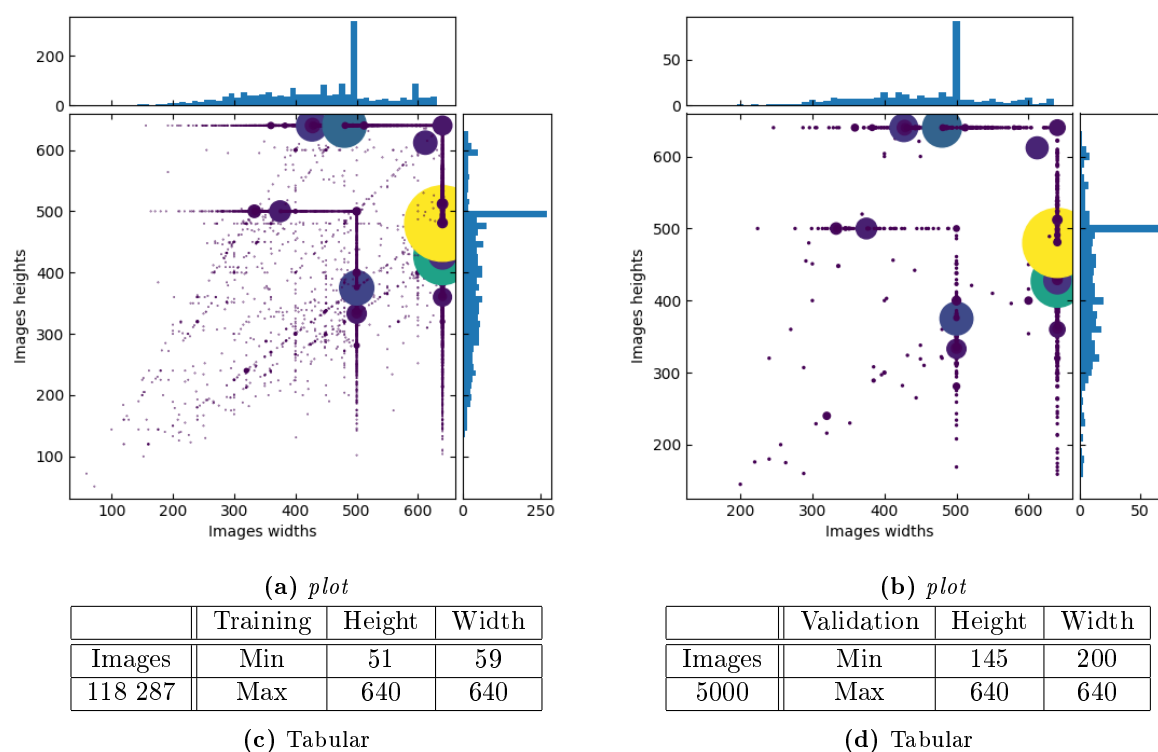 200
0
600
500
400
300
200
100
Images heights
100 200 300 400 500 600 0 250
Images widths
50
0
600
500
400
300
200
Images heights
200 300 400 500 600 0 50
Images widths
(a) plot
Training Height Width
Images Min 51 59
118 287 Max 640 640
(c) Tabular
(b) plot
Validation Height Width
Images Min 145 200
5000 Max 640 640
(d) Tabular